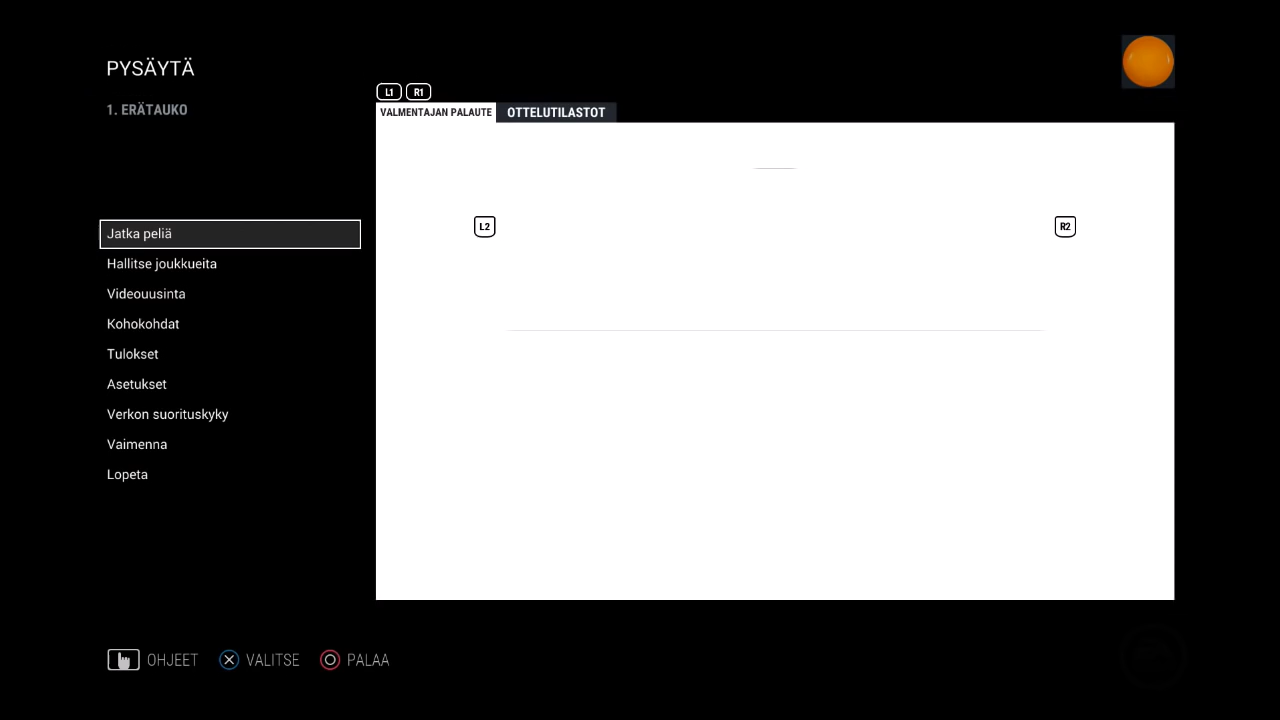 PYSÄYTÄ
1. ERÄTAUKO
L1 R1
VALMENTAJAN PALAUTE OTTELUTILASTOT
L2 R2
Jatka peliä
Hallitse joukkueita
Videouusinta
Kohokohdat
Tulokset
Asetukset
Verkon suorituskyky
Vaimenna
Lopeta
OHJEET VALITSE PALAA